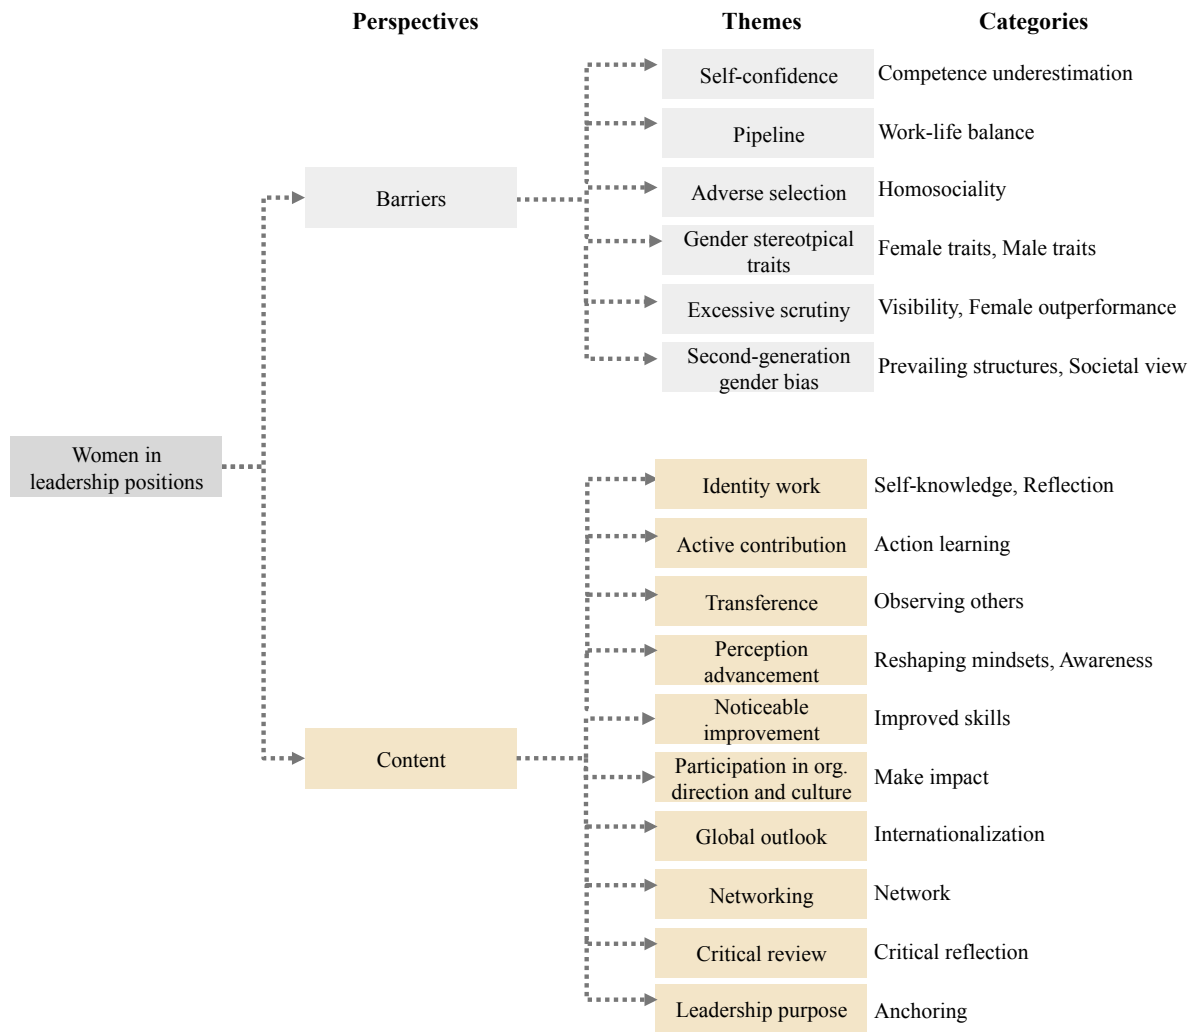 Perspectives
Themes
Categories
Self-confidence
Competence underestimation
Pipeline
Work-life balance
Barriers
Adverse selection
Homosociality
Gender stereotpical
traits
Female traits, Male traits
Excessive scrutiny
Visibility, Female outperformance
Second-generation
gender bias
Prevailing structures, Societal view
Women in
leadership positions
Identity work
Self-knowledge, Reflection
Active contribution
Action learning
Transference
Observing others
Perception
advancement
Reshaping mindsets, Awareness
Noticeable
improvement
Improved skills
Content
Participation in org.
direction and culture
Make impact
Global outlook
Internationalization
Networking
Network
Critical review
Critical reflection
Leadership purpose
Anchoring